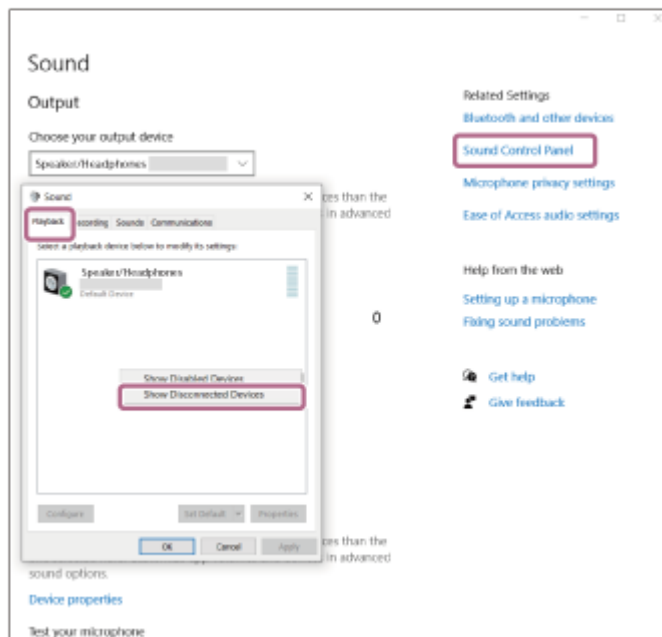 Sound
Output
Choose your output device
Speaker/Headphones
Sound
Playback Recording Sounds Communications
Select a playback device below to modify its settings:
Speaker/Headphones
Default Device
Show Disabled Devices
Show Disconnected Devices
Configure Set Default Properties
OK Cancel Apply
ces than the
in advanced
0
ces than the
in advanced
sound options.
Device properties
Test your microphone
Related Settings
Bluetooth and other devices
Sound Control Panel
Microphone privacy settings
Ease of Access audio settings
Help from the web
Setting up a microphone
Fixing sound problems
Get help
Give feedback